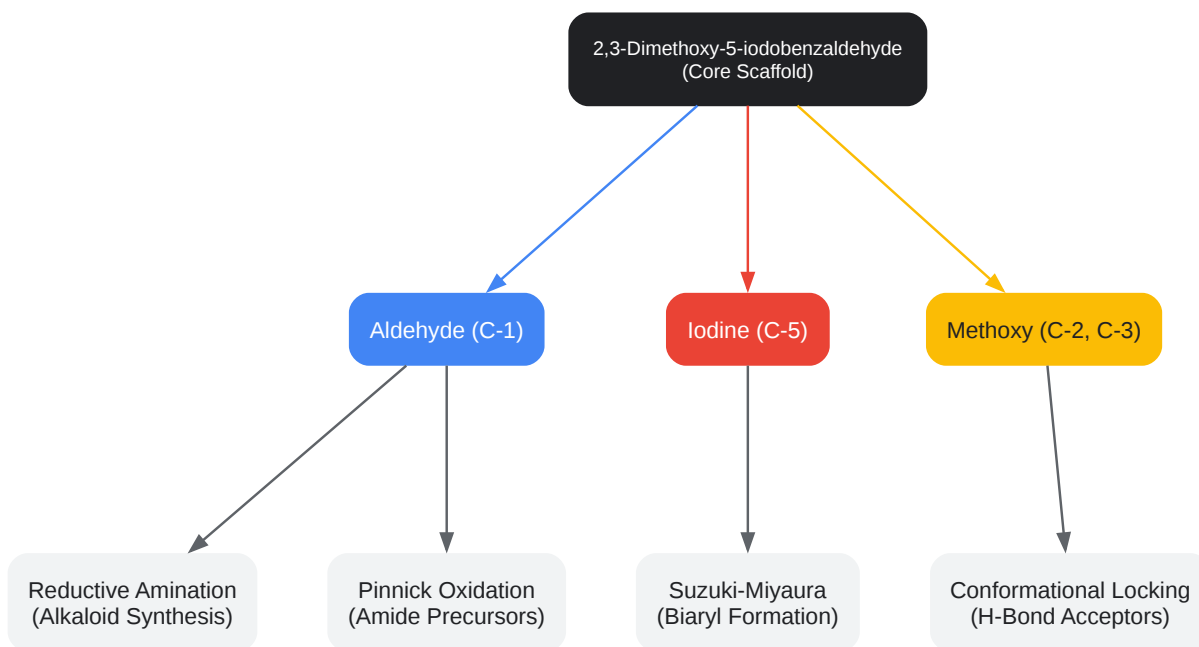 2,3-Dimethoxy-5-iodobenzaldehyde
(Core Scaffold)
Aldehyde (C-1)
Iodine (C-5)
Methoxy (C-2, C-3)
Reductive Amination
(Alkaloid Synthesis)
Pinnick Oxidation
(Amide Precursors)
Suzuki-Miyaura
(Biaryl Formation)
Conformational Locking
(H-Bond Acceptors)